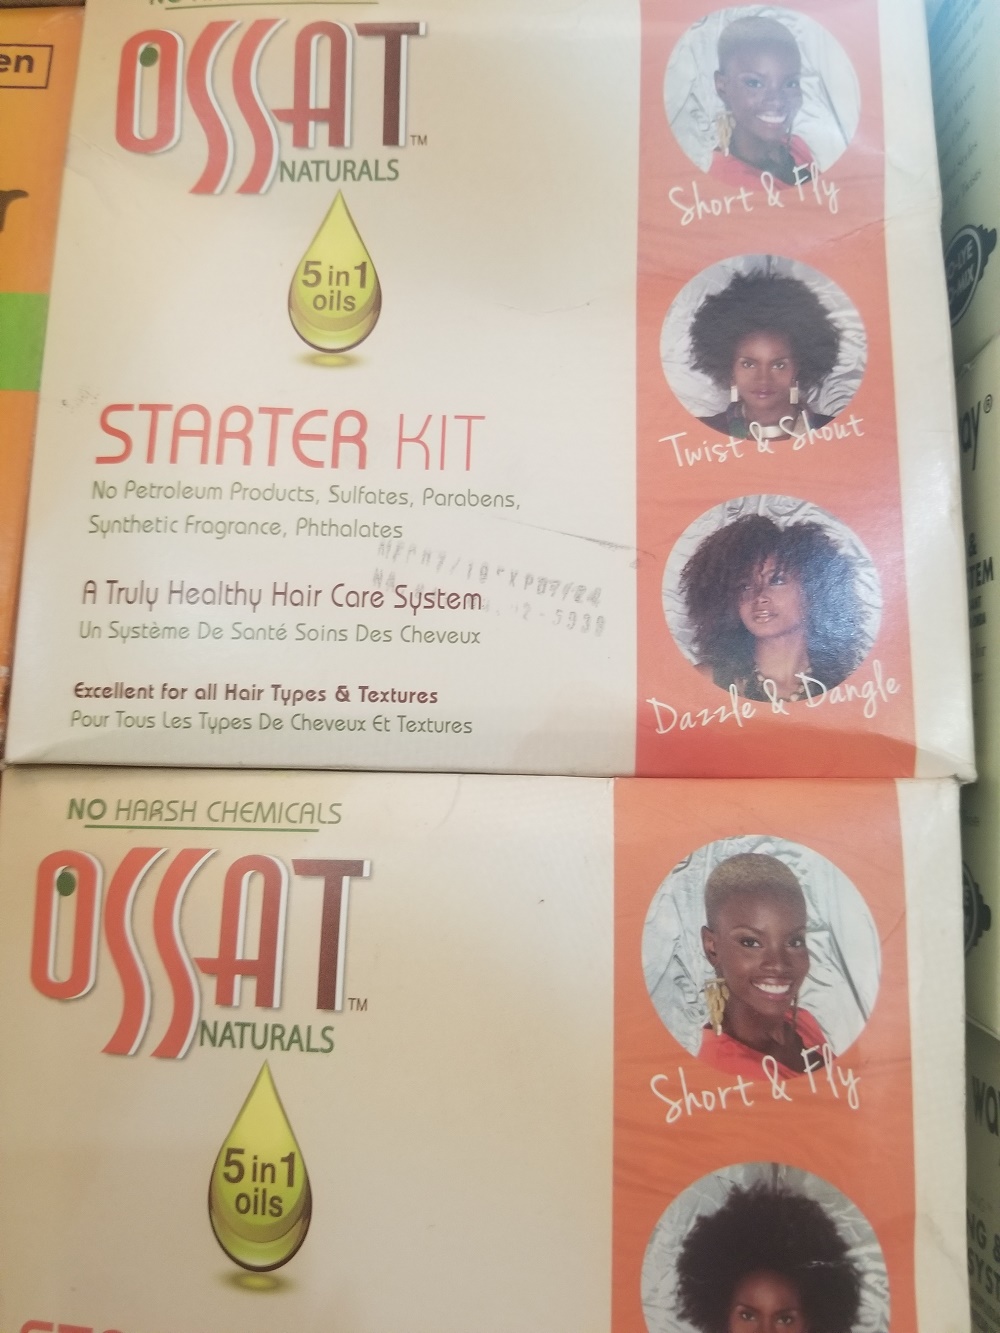 en
OSSAT™
NATURALS
5 in 1
oils
STARTER KIT
No Petroleum Products, Sulfates, Parabens,
Synthetic Fragrance, Phthalates
A Truly Healthy Hair Care System
Un Système De Santé Soins Des Cheveux
Excellent for all Hair Types & Textures
Pour Tous Les Types De Cheveux Et Textures
Short & Fly
Twist & Shout
Dazzle & Dangle
NO HARSH CHEMICALS
OSSAT™
NATURALS
5 in 1
oils
Short & Fly